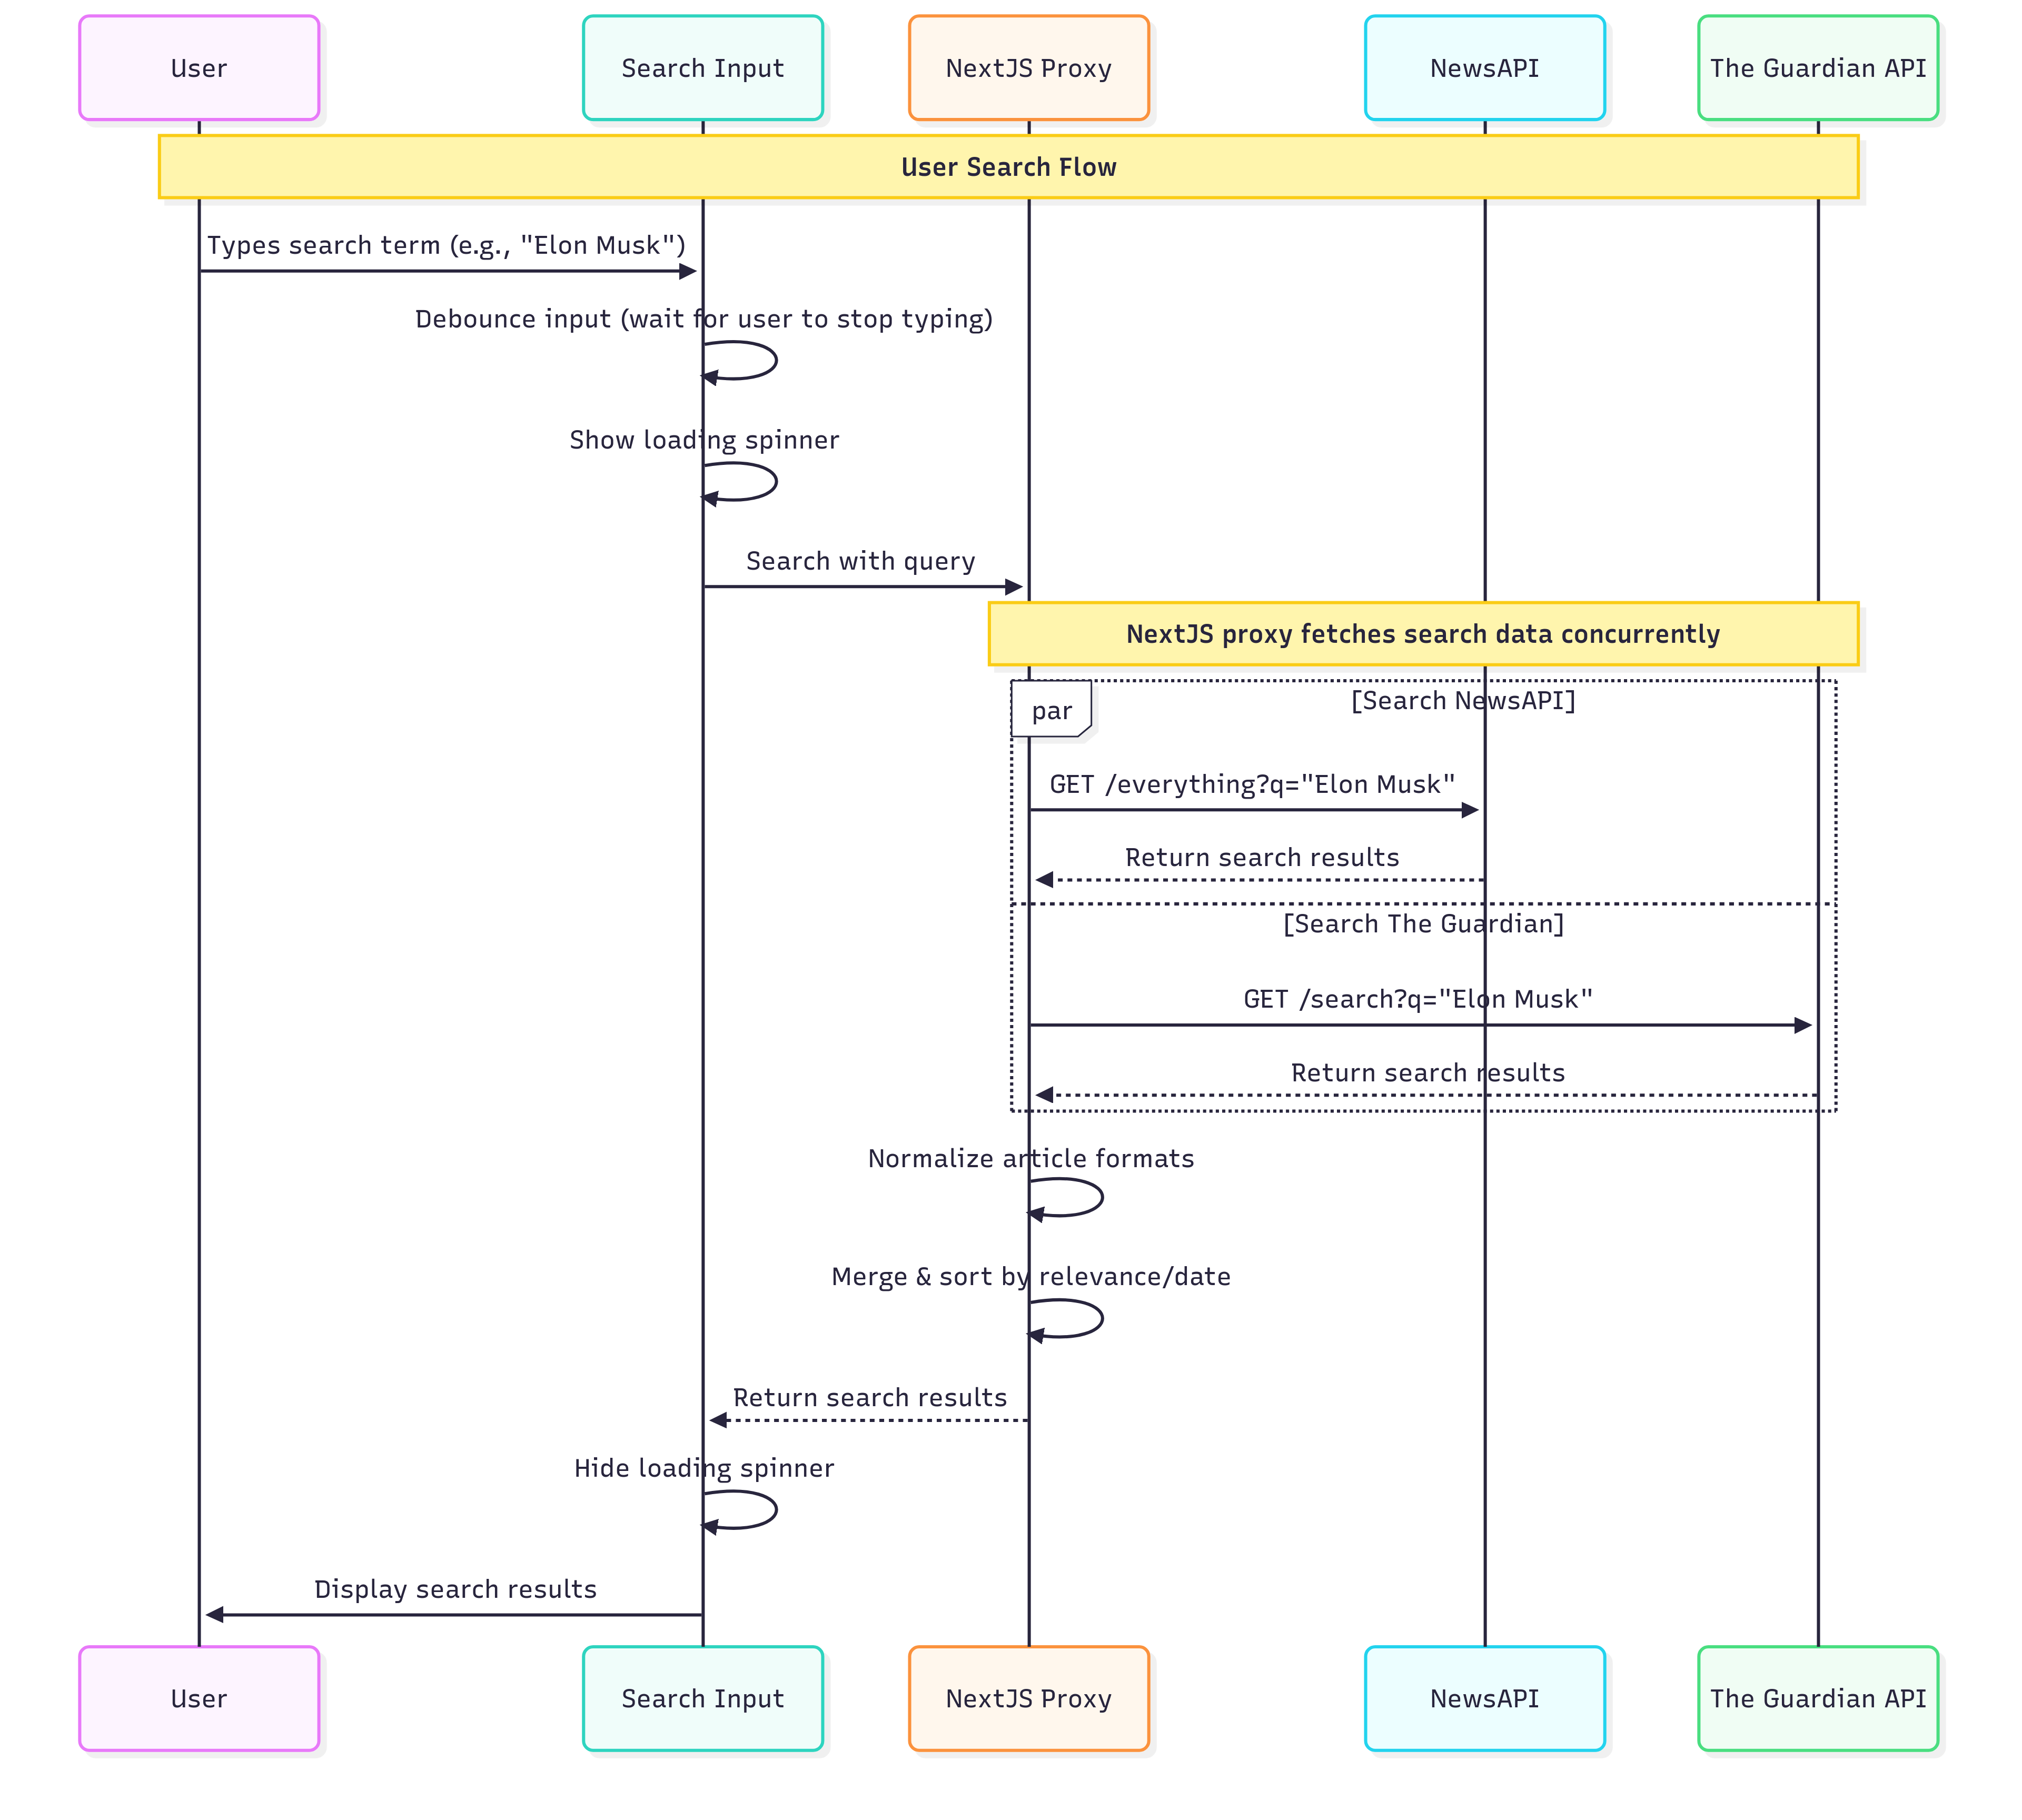 User
Search Input
NextJS Proxy
NewsAPI
The Guardian API
User Search Flow
Types search term (e.g., "Elon Musk")
Debounce input (wait for user to stop typing)
Show loading spinner
Search with query
NextJS proxy fetches search data concurrently
par
[Search NewsAPI]
GET /everything?q="Elon Musk"
Return search results
[Search The Guardian]
GET /search?q="Elon Musk"
Return search results
Normalize article formats
Merge & sort by relevance/date
Return search results
Hide loading spinner
Display search results
User
Search Input
NextJS Proxy
NewsAPI
The Guardian API